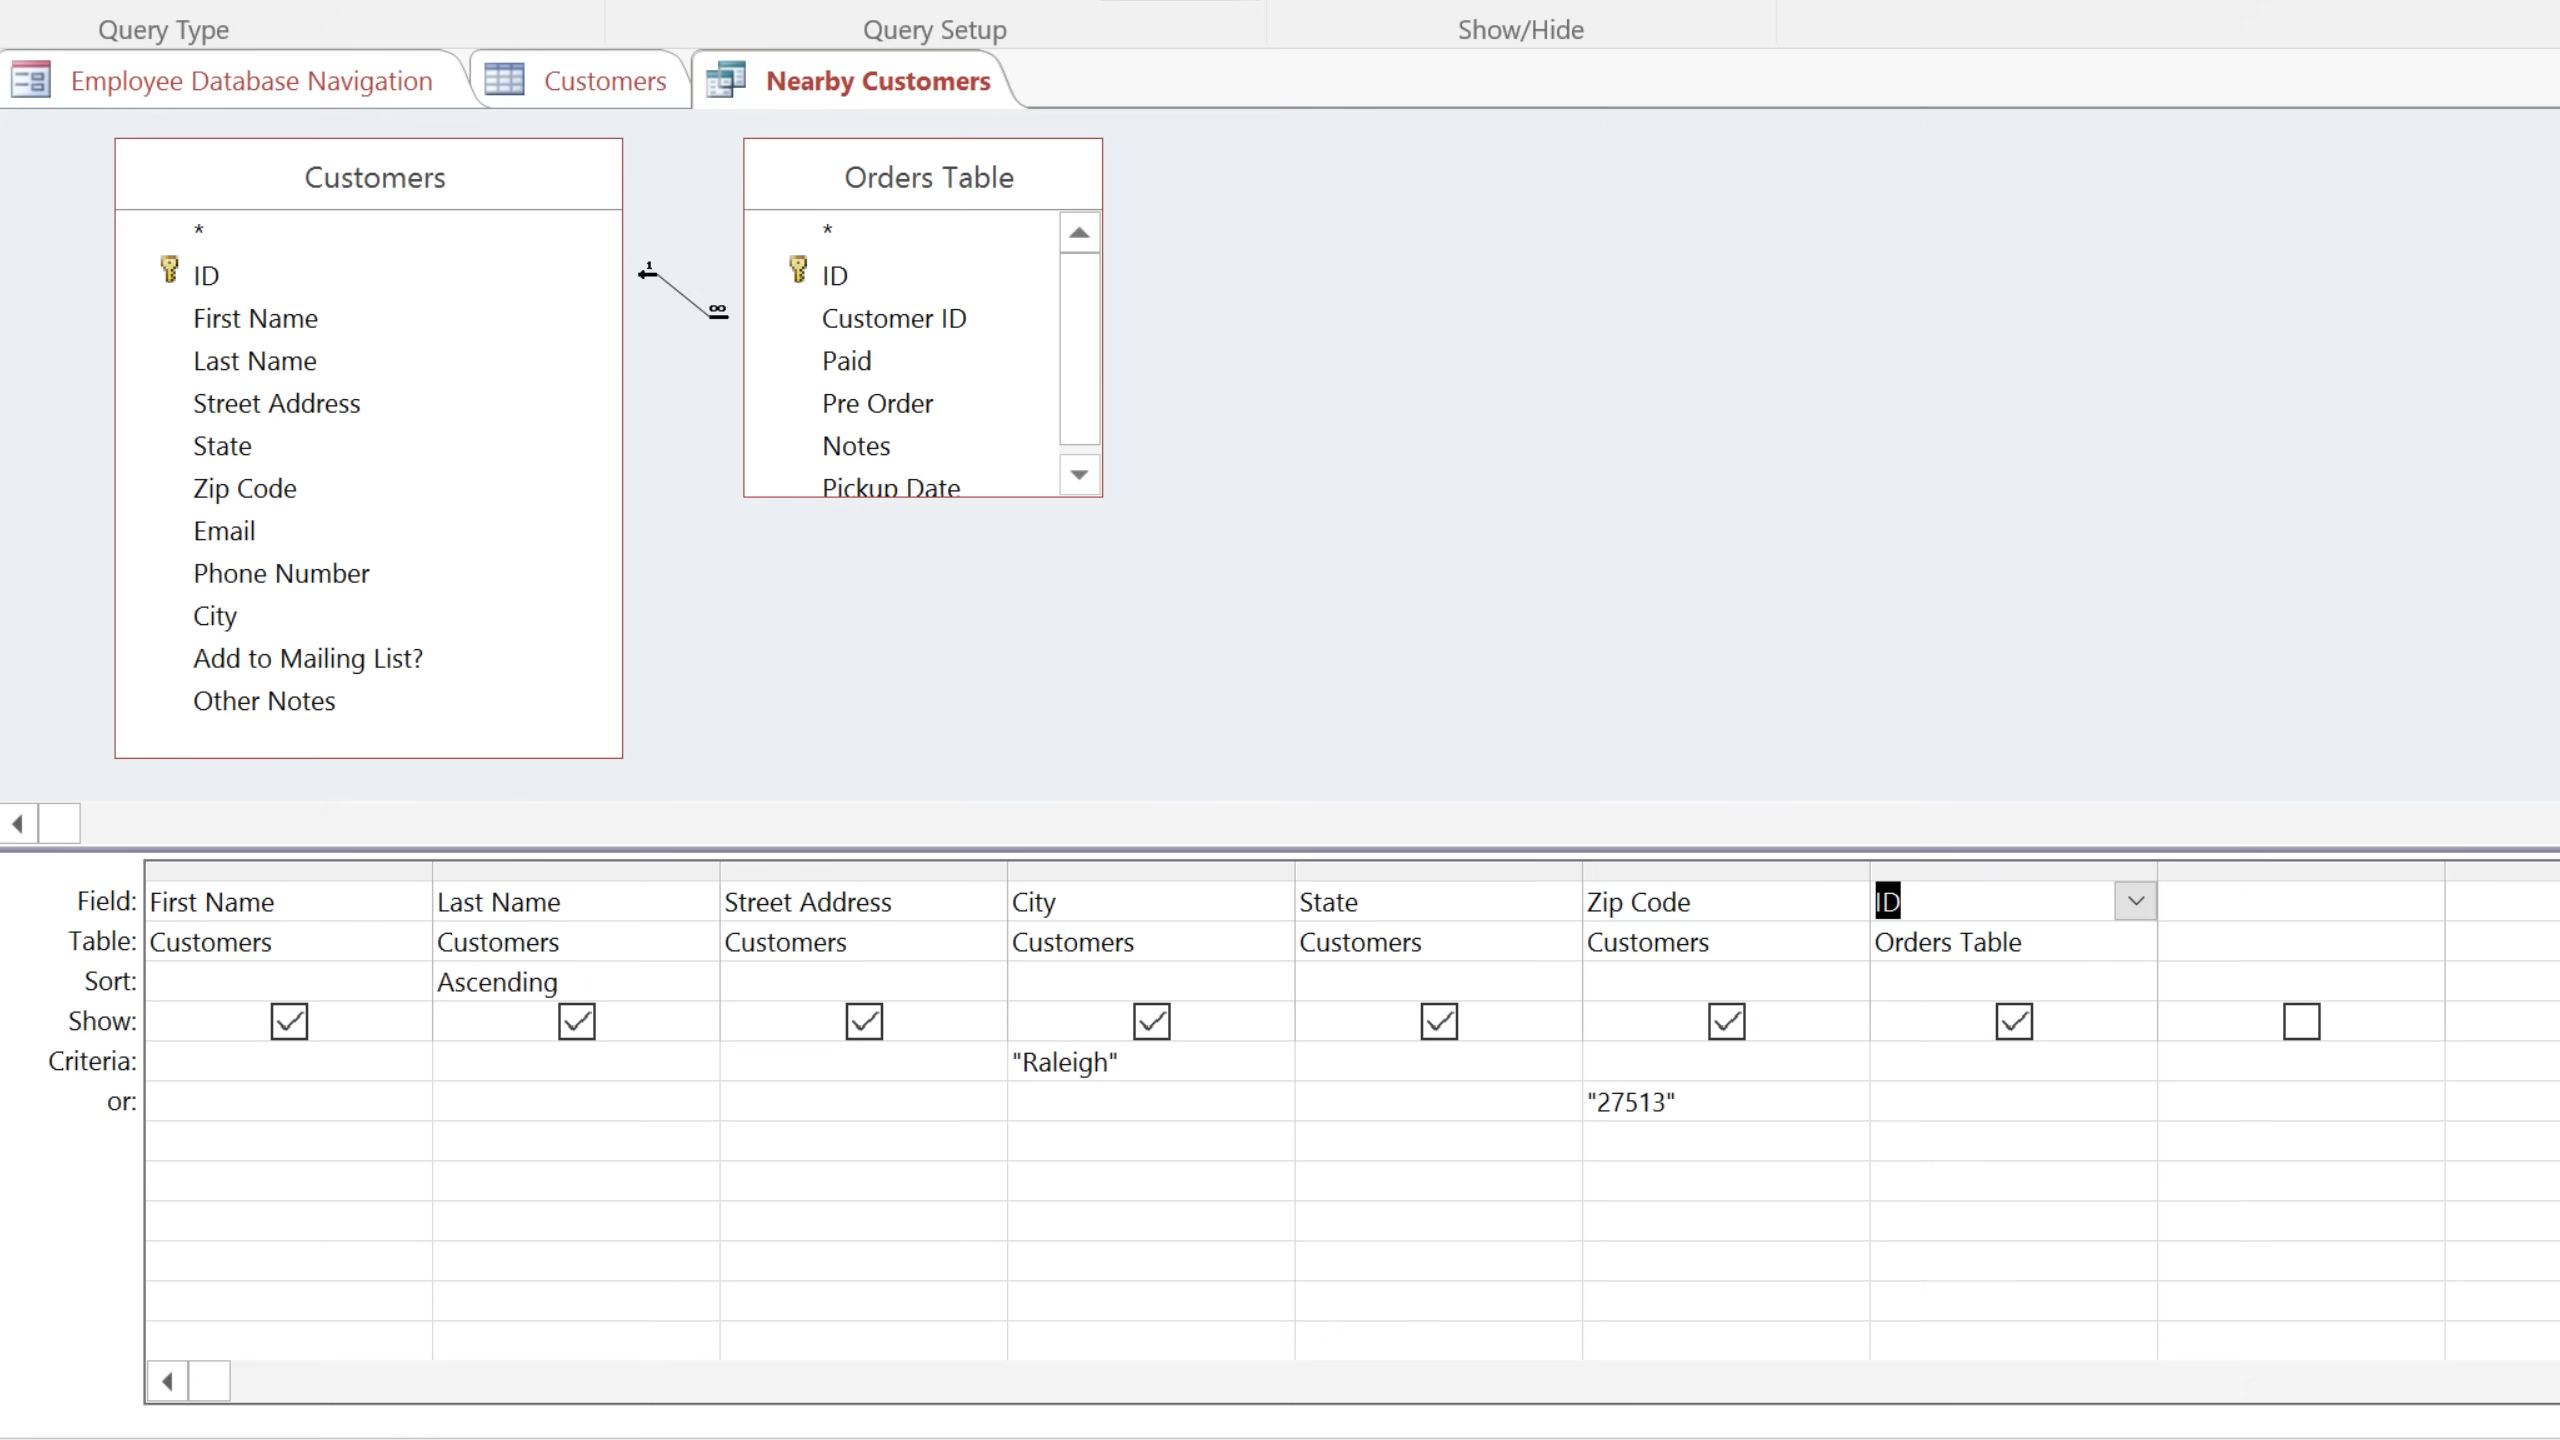 Query Type Query Setup Show/Hide
Employee Database Navigation Customers Nearby Customers
Customers
*
ID
First Name
Last Name
Street Address
State
Zip Code
Email
Phone Number
City
Add to Mailing List?
Other Notes
1
∞
Orders Table
*
ID
Customer ID
Paid
Pre Order
Notes
Pickup Date
Field: First Name Last Name Street Address City State Zip Code ID
Table: Customers Customers Customers Customers Customers Customers Orders Table
Sort: Ascending
Show:
Criteria: "Raleigh"
or: "27513"